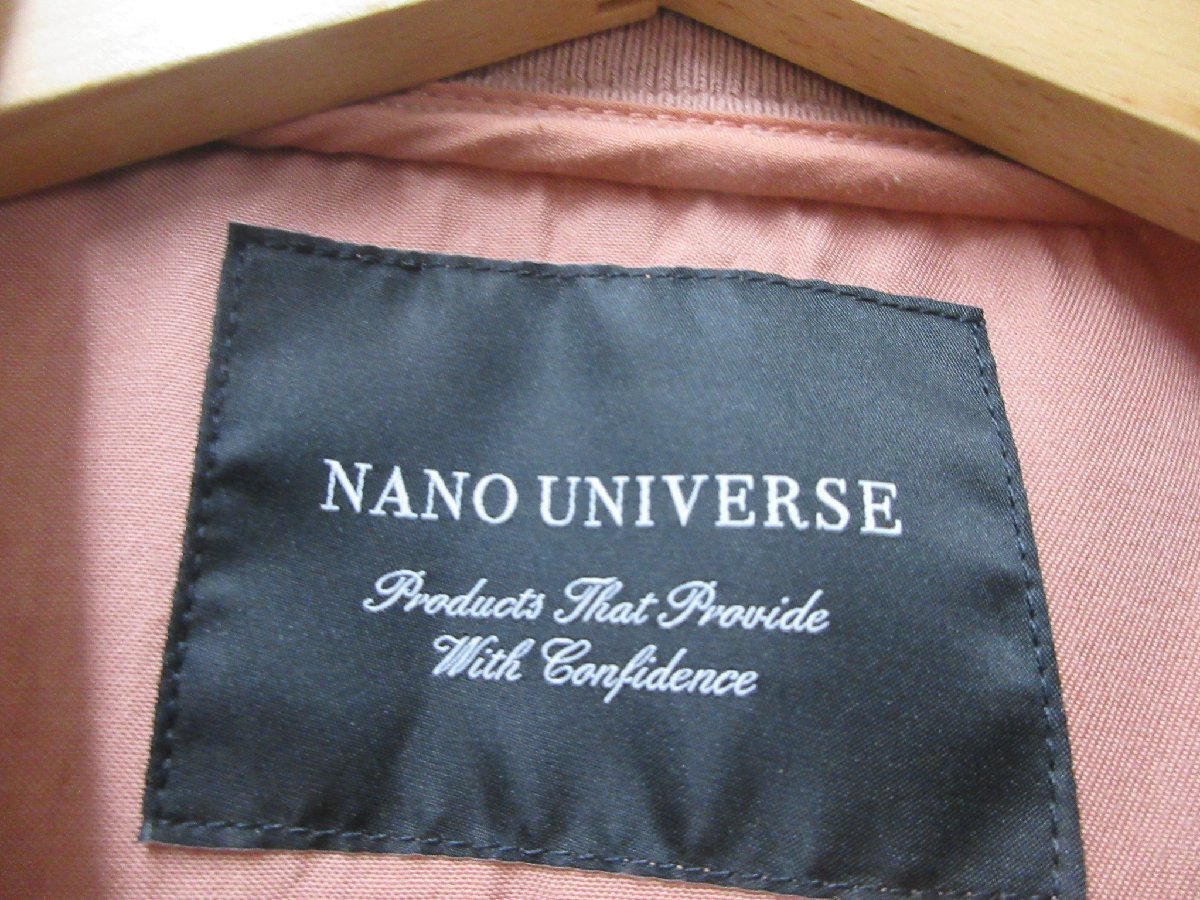 NANO UNIVERSE
Products That Provide
With Confidence